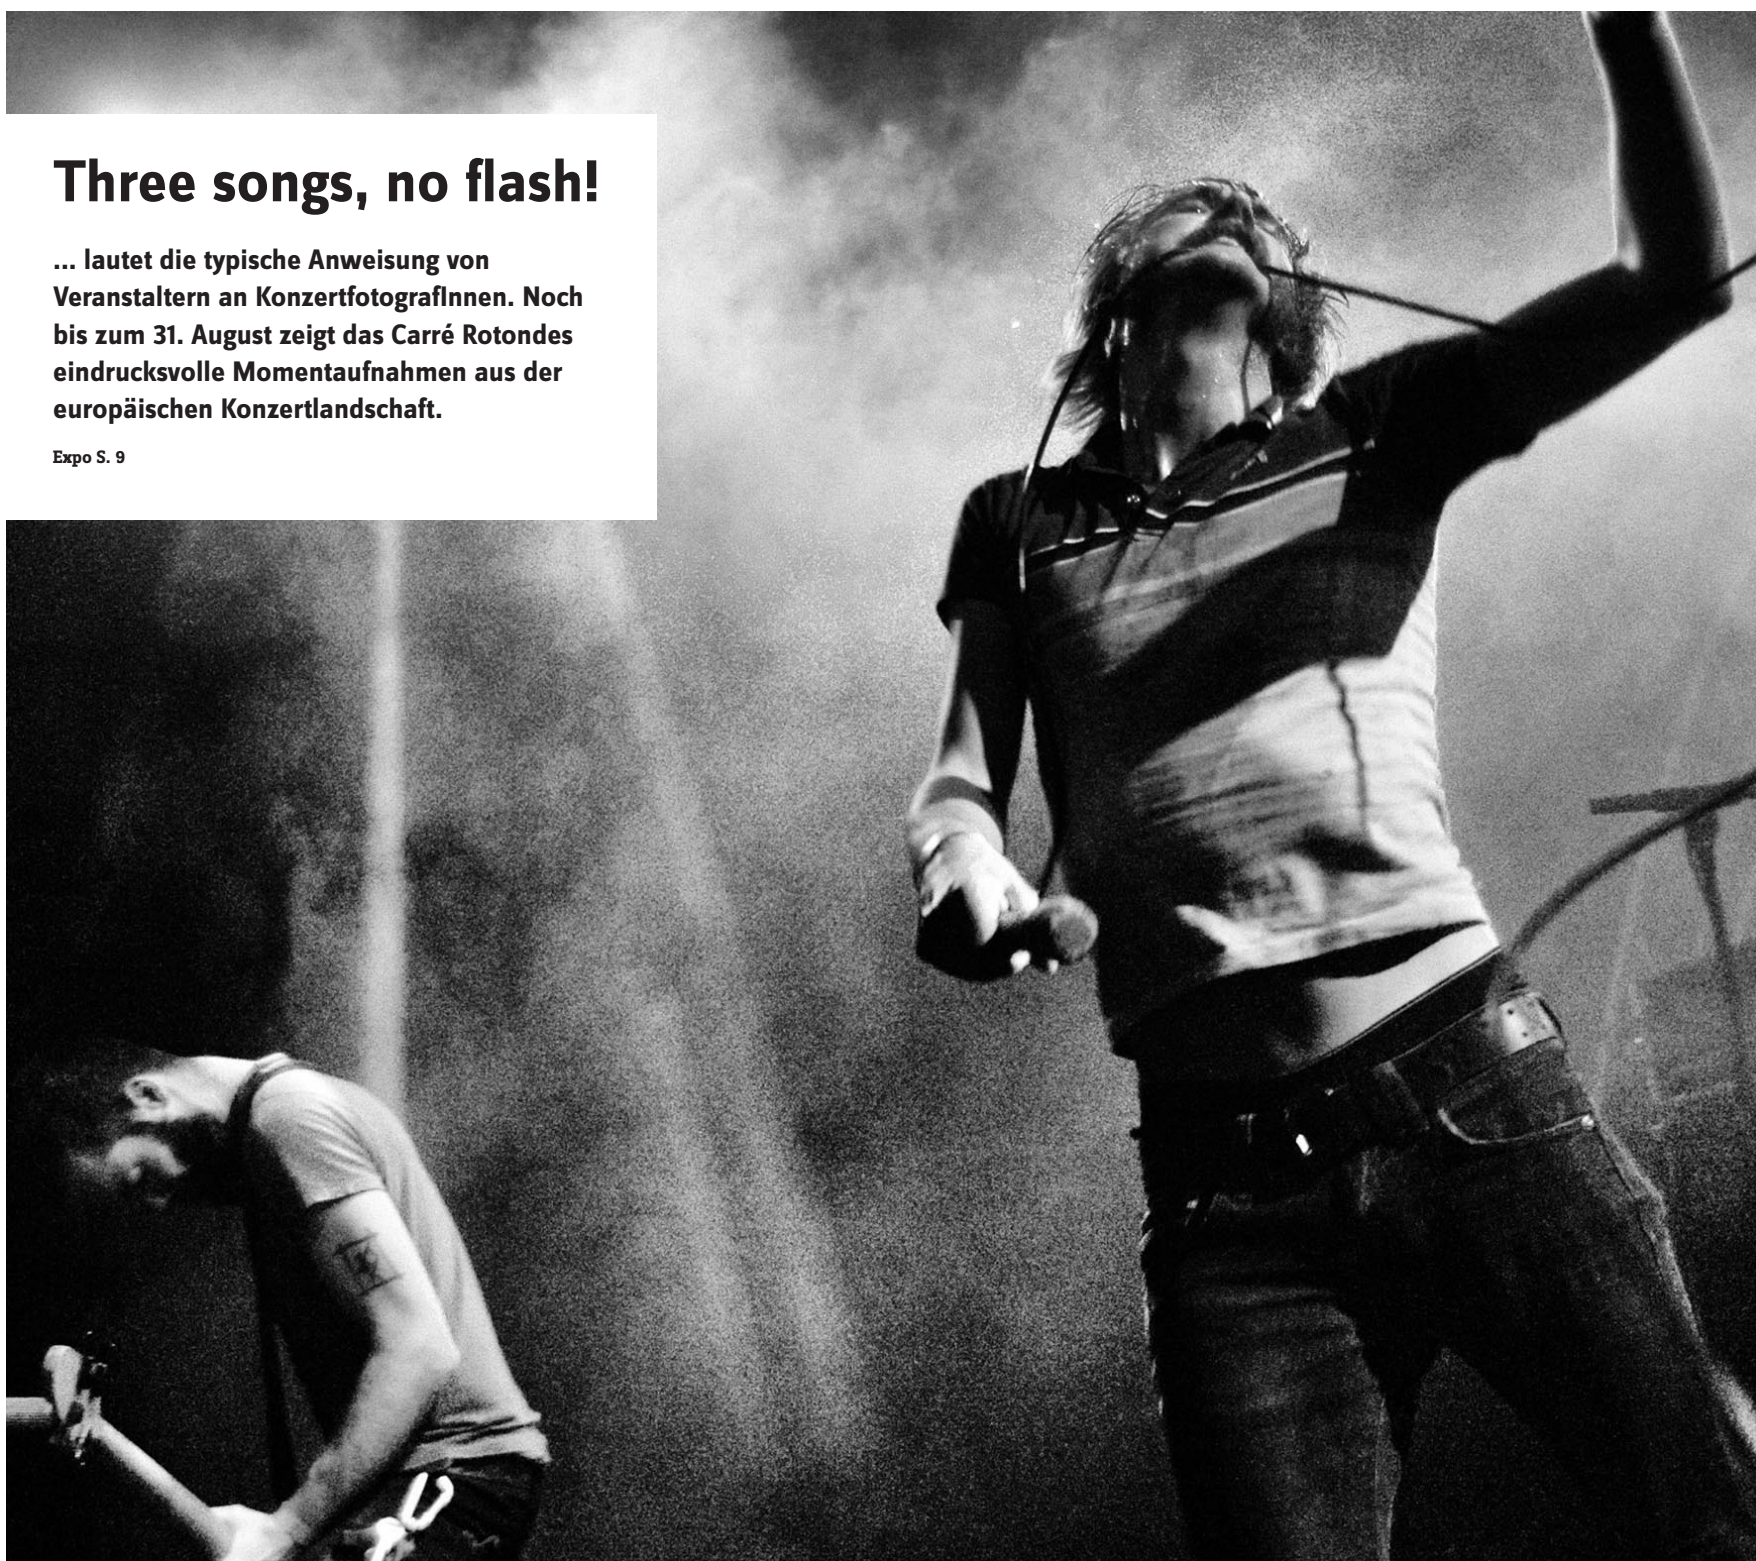 Three songs, no flash!
... lautet die typische Anweisung von
Veranstaltern an KonzertfotografInnen. Noch
bis zum 31. August zeigt das Carré Rotondes
eindrucksvolle Momentaufnahmen aus der
europäischen Konzertlandschaft.
Expo S. 9